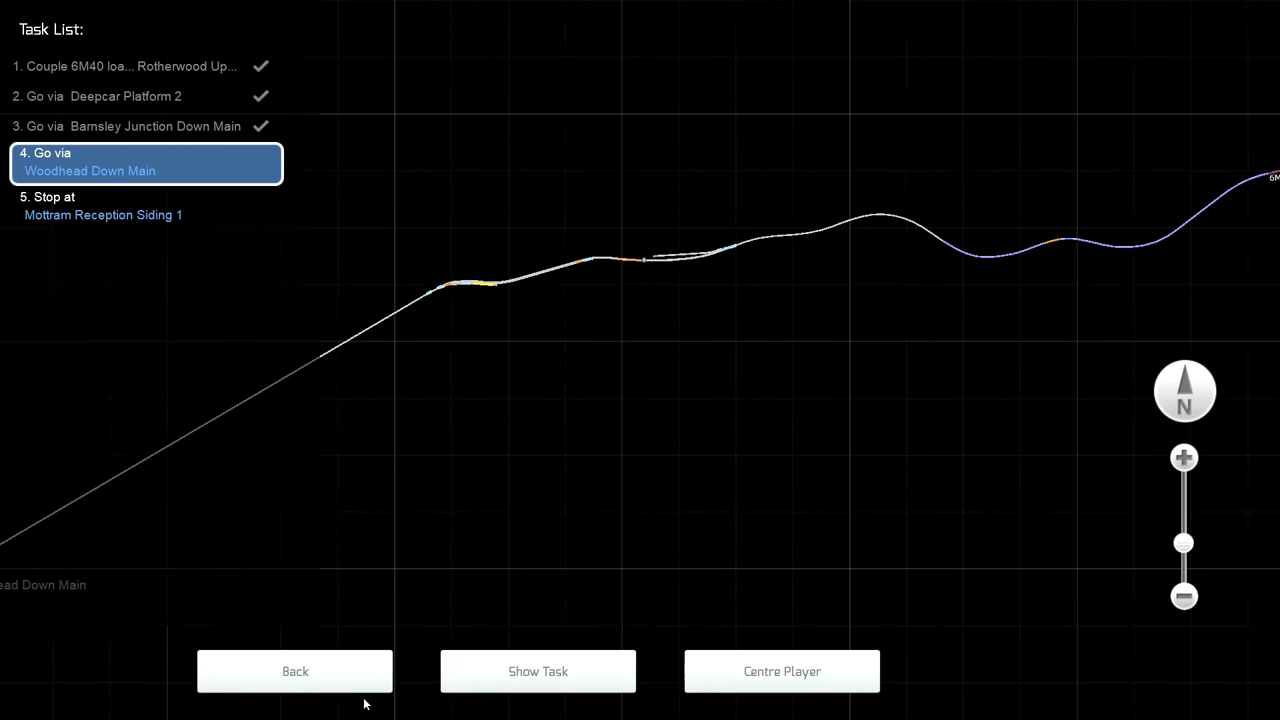 Task List:
1. Couple 6M40 loa... Rotherwood Up...
2. Go via Deepcar Platform 2
3. Go via Barnsley Junction Down Main
4. Go via
Woodhead Down Main
5. Stop at
Mottram Reception Siding 1
6M
N
ead Down Main
Back
Show Task
Centre Player